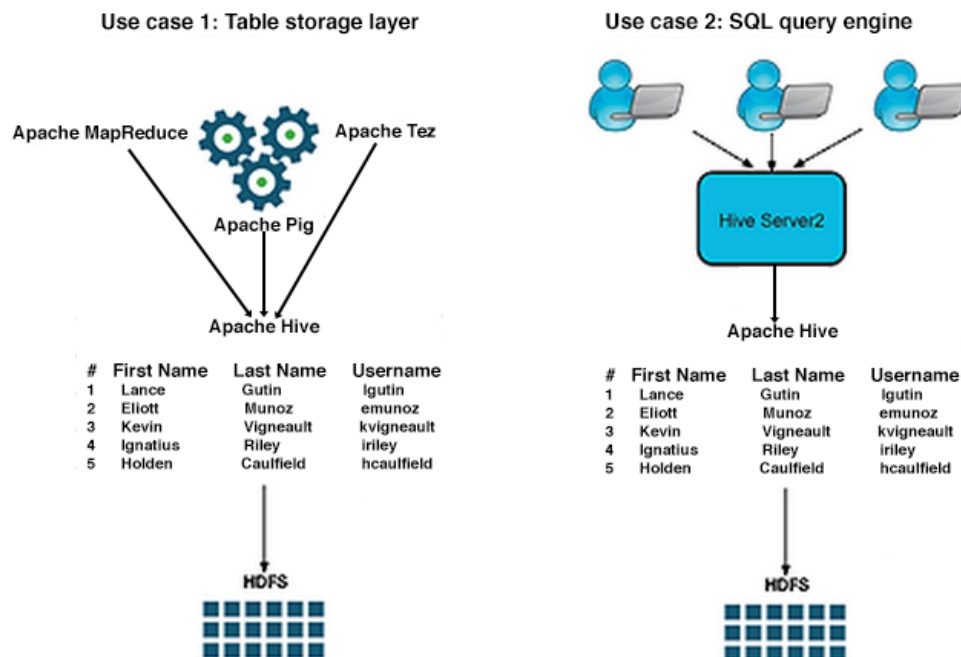 Use case 1: Table storage layer
Apache MapReduce
Apache Tez
Apache Pig
Apache Hive
# First Name Last Name Username
1 Lance Gutin lgutin
2 Eliott Munoz emunoz
3 Kevin Vigneault kvigneault
4 Ignatius Riley iriley
5 Holden Caulfield hcaulfield
HDFS
Use case 2: SQL query engine
Hive Server2
Apache Hive
# First Name Last Name Username
1 Lance Gutin lgutin
2 Eliott Munoz emunoz
3 Kevin Vigneault kvigneault
4 Ignatius Riley iriley
5 Holden Caulfield hcaulfield
HDFS